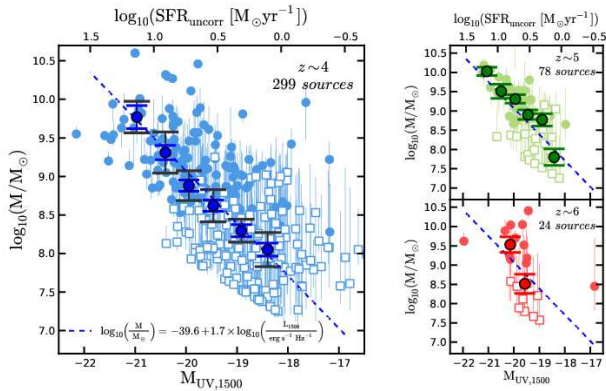 log₁₀(SFR_uncorr [M⊙yr⁻¹])
1.5 1.0 0.5 0.0 −0.5
z~4
299 sources
log₁₀(M/M⊙)
10.5
10.0
9.5
9.0
8.5
8.0
7.5
7.0
log₁₀(M/M⊙) = −39.6+1.7×log₁₀(L₁₅₀₀/erg s⁻¹ Hz⁻¹)
−22 −21 −20 −19 −18 −17
M_UV,1500
log₁₀(SFR_uncorr [M⊙yr⁻¹])
1.5 1.0 0.5 0.0 -0.5
z~5
78 sources
log₁₀(M/M⊙)
10.5
10.0
9.5
9.0
8.5
8.0
7.5
7.0
z~6
24 sources
log₁₀(M/M⊙)
10.5
10.0
9.5
9.0
8.5
8.0
7.5
7.0
−22 −21 −20 −19 −18 −17
M_UV,1500